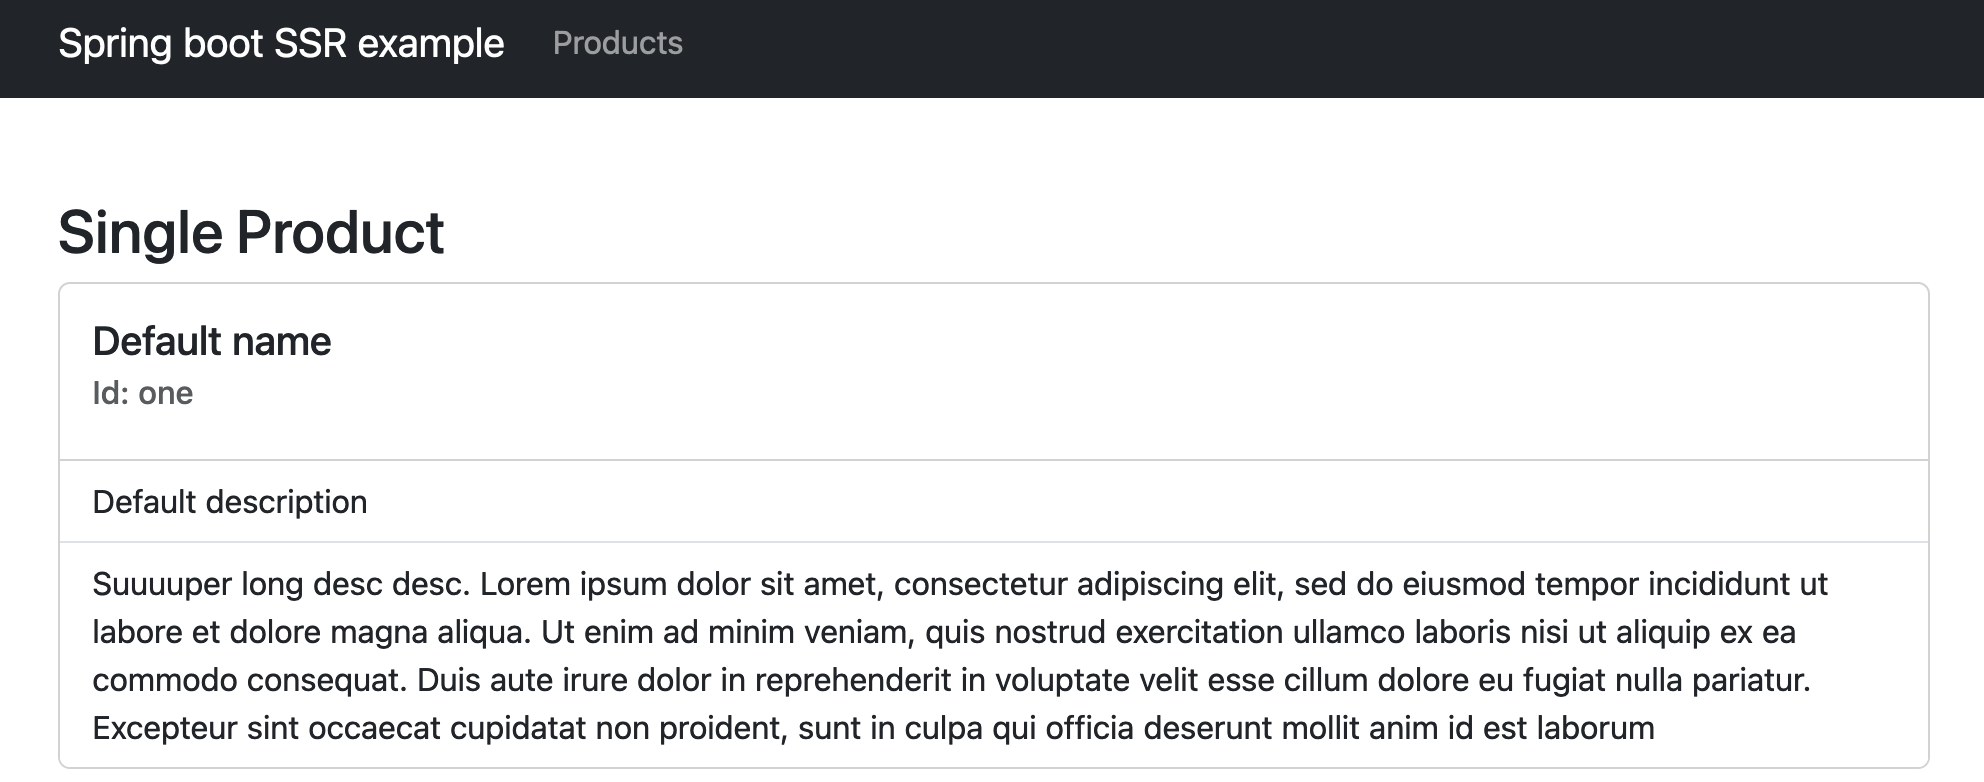 Spring boot SSR example Products
Single Product
Default name
Id: one
Default description
Suuuuper long desc desc. Lorem ipsum dolor sit amet, consectetur adipiscing elit, sed do eiusmod tempor incididunt ut
labore et dolore magna aliqua. Ut enim ad minim veniam, quis nostrud exercitation ullamco laboris nisi ut aliquip ex ea
commodo consequat. Duis aute irure dolor in reprehenderit in voluptate velit esse cillum dolore eu fugiat nulla pariatur.
Excepteur sint occaecat cupidatat non proident, sunt in culpa qui officia deserunt mollit anim id est laborum